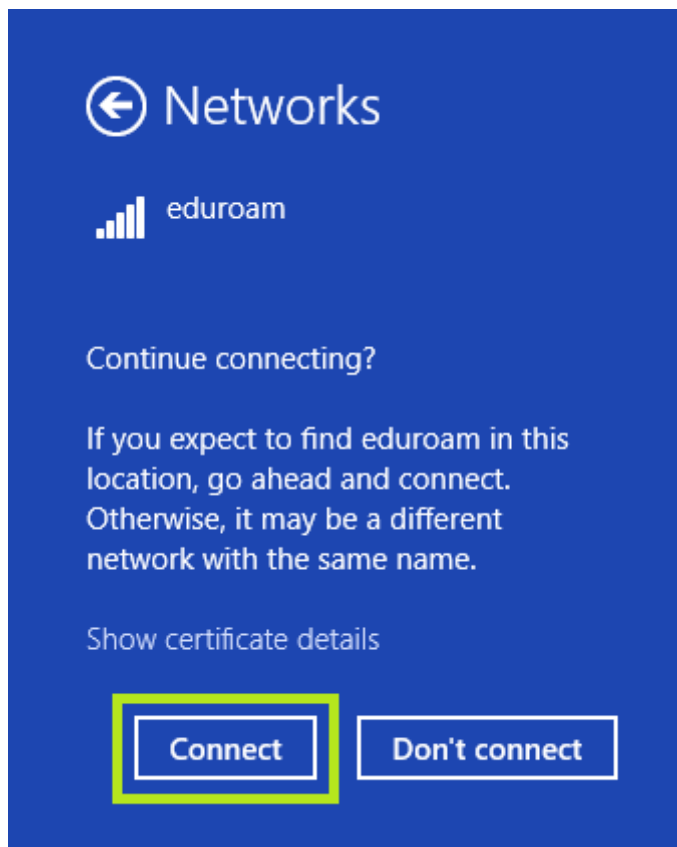 Networks
eduroam
Continue connecting?
If you expect to find eduroam in this
location, go ahead and connect.
Otherwise, it may be a different
network with the same name.
Show certificate details
Connect Don't connect